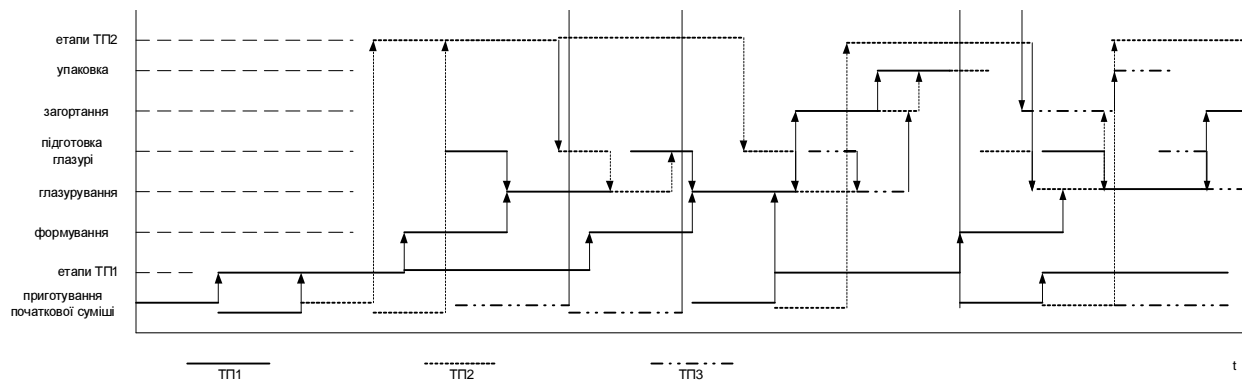 етапи ТП2
упаковка
загортання
підготовка
глазурі
глазурування
формування
етапи ТП1
приготування
початкової суміші
ТП1
ТП2
ТП3
t